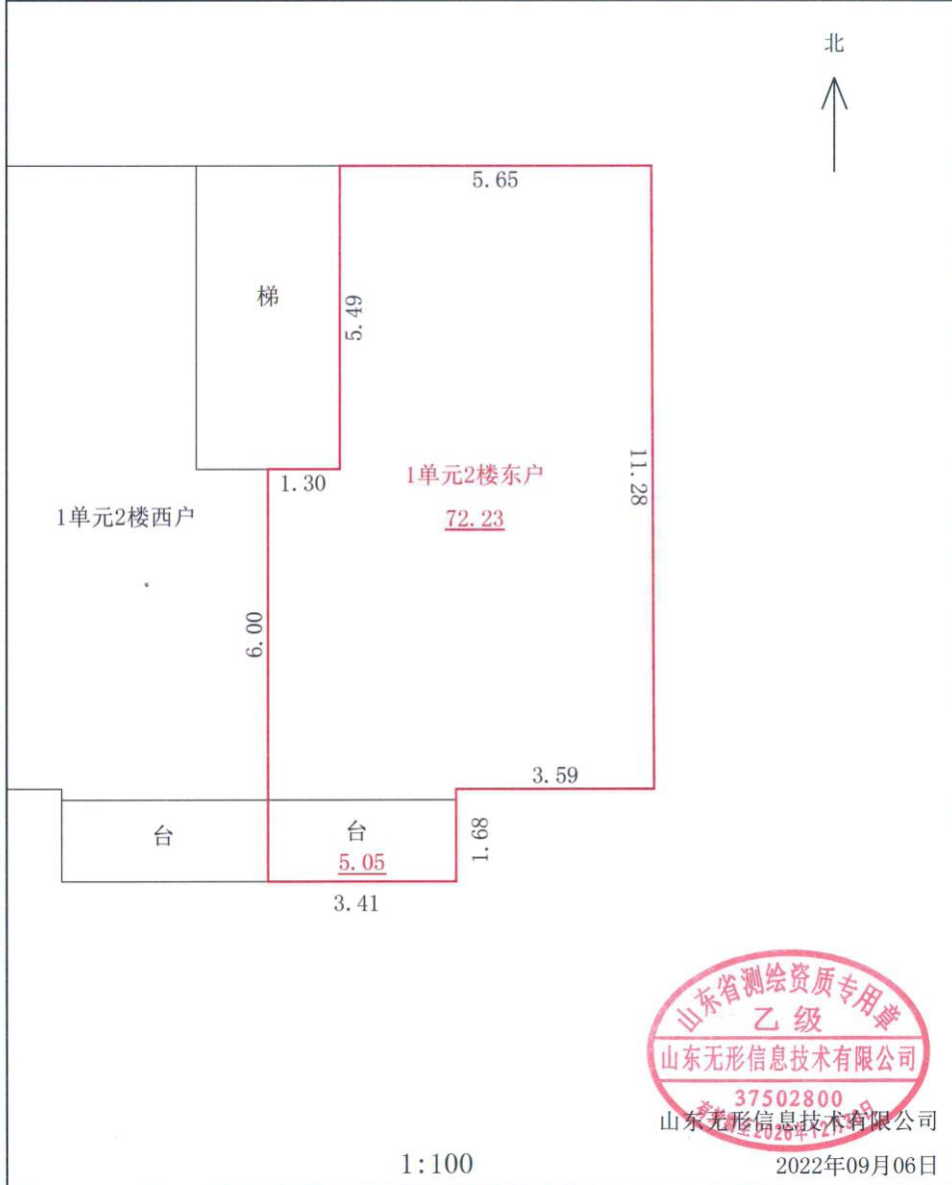 北
5.65
梯
5.49
1.30
1单元2楼东户
72.23
11.28
1单元2楼西户
6.00
3.59
台
台
5.05
1.68
3.41
山东省测绘资质专用章
乙级
山东无形信息技术有限公司
37502800
山东无形信息技术有限公司
1:100
2022年09月06日